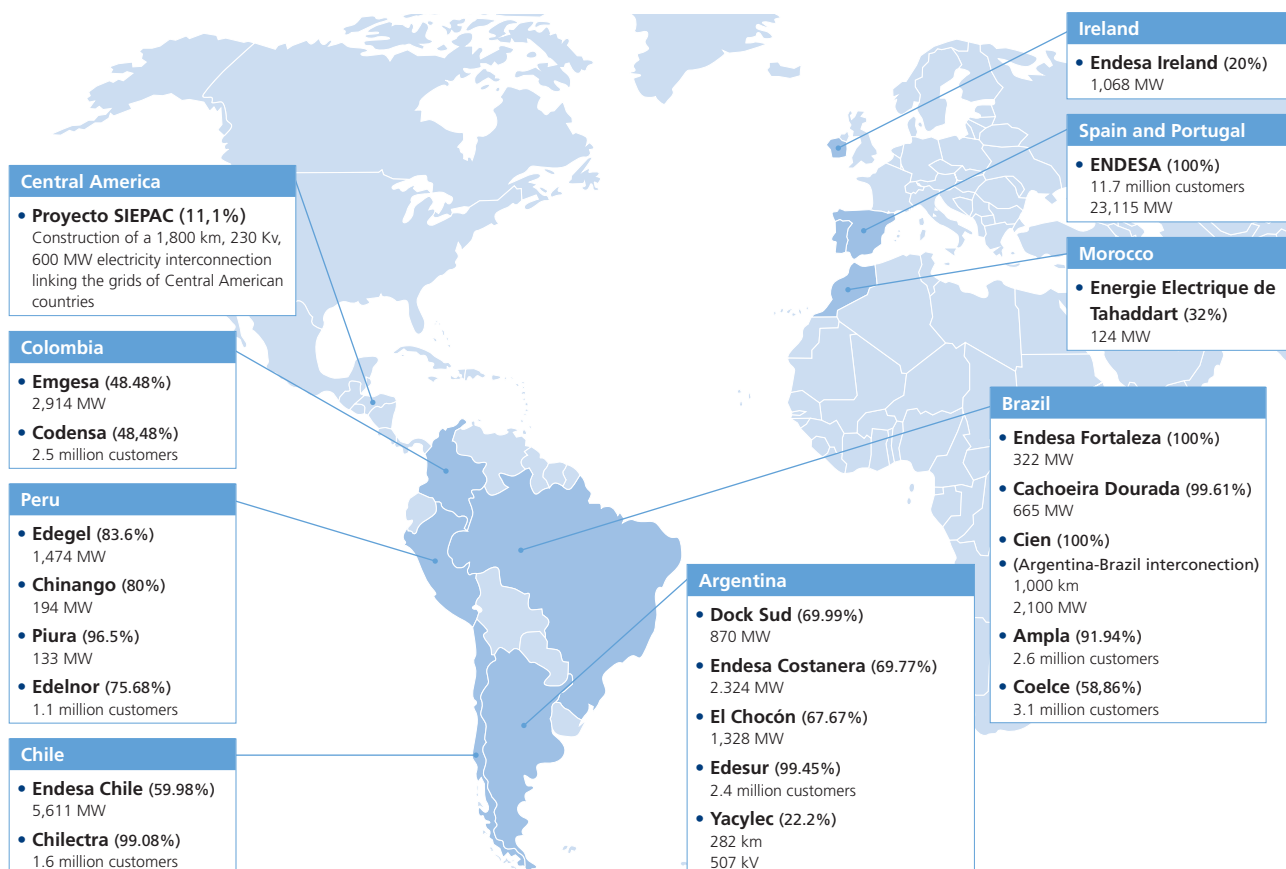 Ireland
• Endesa Ireland (20%)
1,068 MW
Spain and Portugal
• ENDESA (100%)
11.7 million customers
23,115 MW
Central America
• Proyecto SIEPAC (11,1%)
Construction of a 1,800 km, 230 Kv,
600 MW electricity interconnection
linking the grids of Central American
countries
Morocco
• Energie Electrique de
Tahaddart (32%)
124 MW
Colombia
• Emgesa (48.48%)
2,914 MW
• Codensa (48,48%)
2.5 million customers
Brazil
• Endesa Fortaleza (100%)
322 MW
• Cachoeira Dourada (99.61%)
665 MW
• Cien (100%)
• (Argentina-Brazil interconection)
1,000 km
2,100 MW
• Ampla (91.94%)
2.6 million customers
• Coelce (58,86%)
3.1 million customers
Peru
• Edegel (83.6%)
1,474 MW
• Chinango (80%)
194 MW
• Piura (96.5%)
133 MW
• Edelnor (75.68%)
1.1 million customers
Argentina
• Dock Sud (69.99%)
870 MW
• Endesa Costanera (69.77%)
2.324 MW
• El Chocón (67.67%)
1,328 MW
• Edesur (99.45%)
2.4 million customers
• Yacylec (22.2%)
282 km
507 kV
Chile
• Endesa Chile (59.98%)
5,611 MW
• Chilectra (99.08%)
1.6 million customers